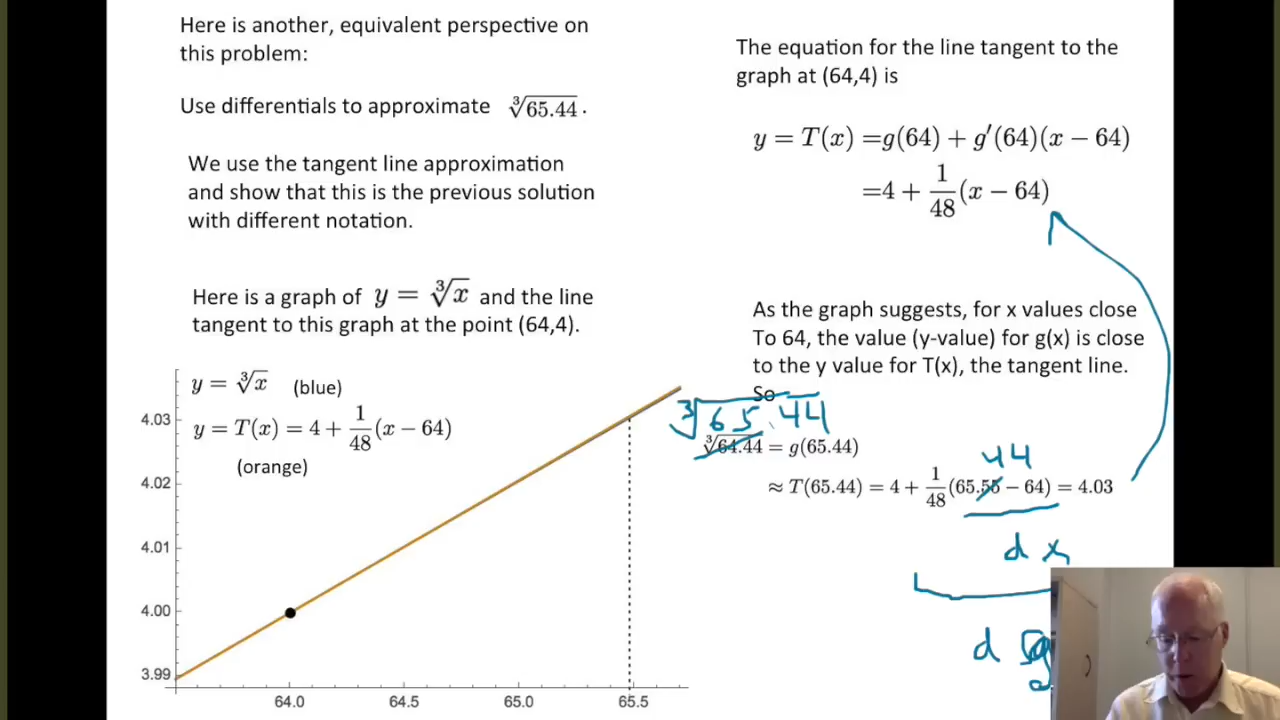 Here is another, equivalent perspective on
this problem:
Use differentials to approximate ∛65.44 .
We use the tangent line approximation
and show that this is the previous solution
with different notation.
Here is a graph of y = ∛x and the line
tangent to this graph at the point (64,4).
y = ∛x (blue)
y = T(x) = 4 + 1/48 (x − 64)
(orange)
4.03
4.02
4.01
4.00
3.99
64.0 64.5 65.0 65.5
The equation for the line tangent to the
graph at (64,4) is
y = T(x) =g(64) + g′(64)(x − 64)
=4 + 1/48 (x − 64)
As the graph suggests, for x values close
To 64, the value (y-value) for g(x) is close
to the y value for T(x), the tangent line.
So
∛65.44
∛64.44 = g(65.44)
44
≈ T(65.44) = 4 + 1/48 (65.55 − 64) = 4.03
dx
d